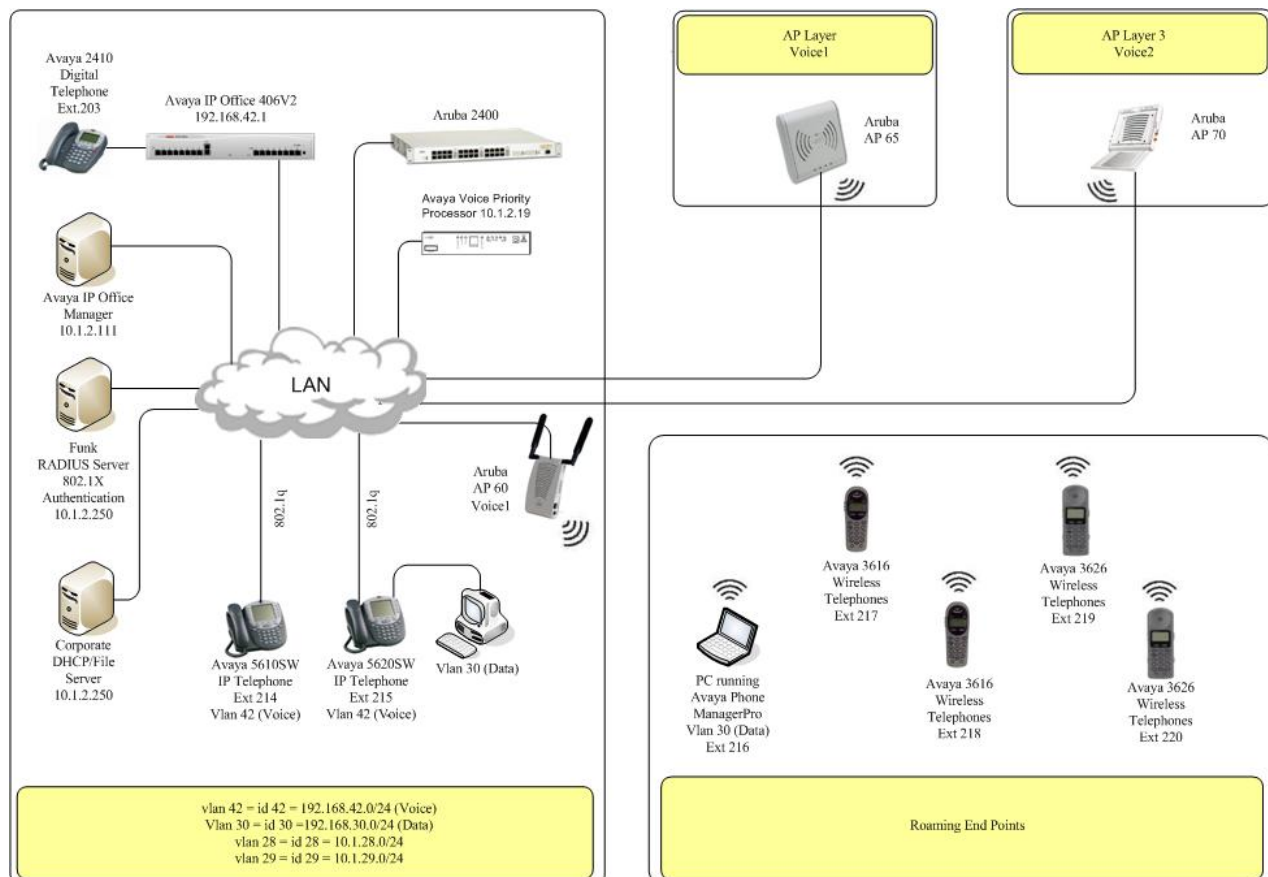 Avaya 2410
Digital
Telephone
Ext.203
Avaya IP Office 406V2
192.168.42.1
Aruba 2400
Avaya Voice Priority
Processor 10.1.2.19
Avaya IP Office
Manager
10.1.2.111
LAN
Funk
RADIUS Server
802.1X
Authentication
10.1.2.250
802.1q
802.1q
Aruba
AP 60
Voice1
Corporate
DHCP/File
Server
10.1.2.250
Avaya 5610SW
IP Telephone
Ext 214
Vlan 42 (Voice)
Avaya 5620SW
IP Telephone
Ext 215
Vlan 42 (Voice)
Vlan 30 (Data)
vlan 42 = id 42 = 192.168.42.0/24 (Voice)
Vlan 30 = id 30 =192.168.30.0/24 (Data)
vlan 28 = id 28 = 10.1.28.0/24
vlan 29 = id 29 = 10.1.29.0/24
AP Layer
Voice1
Aruba
AP 65
AP Layer 3
Voice2
Aruba
AP 70
Avaya 3616
Wireless
Telephones
Ext 217
Avaya 3626
Wireless
Telephones
Ext 219
PC running
Avaya Phone
ManagerPro
Vlan 30 (Data)
Ext 216
Avaya 3616
Wireless
Telephones
Ext 218
Avaya 3626
Wireless
Telephones
Ext 220
Roaming End Points